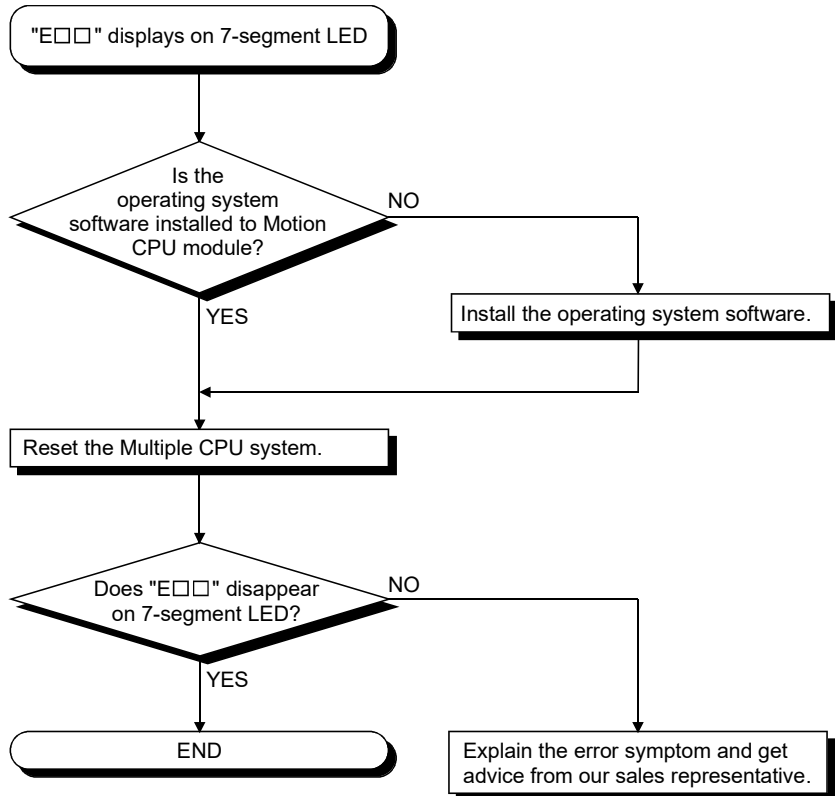 "E□□" displays on 7-segment LED
Is the
operating system
software installed to Motion
CPU module?
NO
YES
Install the operating system software.
Reset the Multiple CPU system.
Does "E□□" disappear
on 7-segment LED?
NO
YES
END
Explain the error symptom and get
advice from our sales representative.